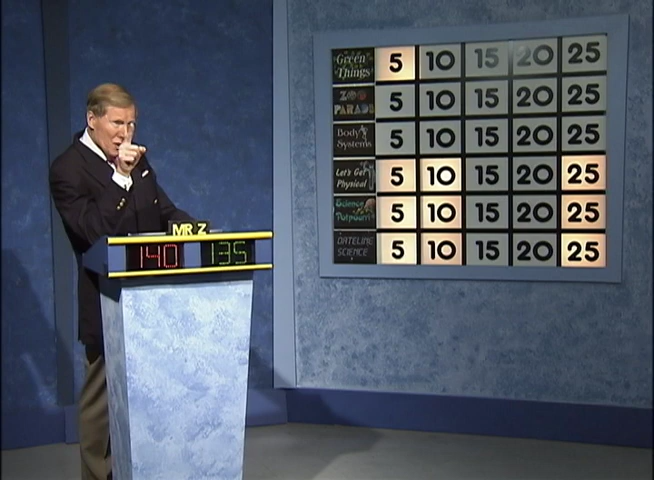 Green Things 5 10 15 20 25
ZOO PARADE 5 10 15 20 25
Body Systems 5 10 15 20 25
Let's Get Physical 5 10 15 20 25
Science Potpourri 5 10 15 20 25
DATELINE SCIENCE 5 10 15 20 25
MR Z
140 135